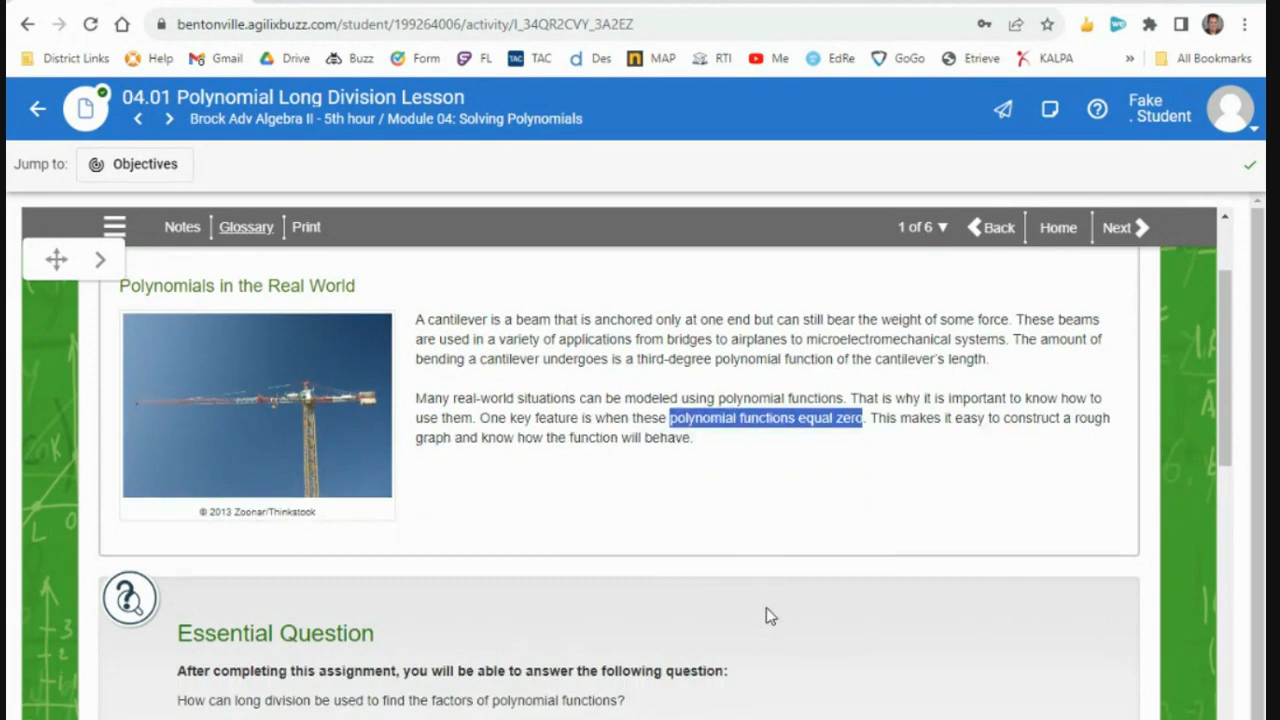 bentonville.agilixbuzz.com/student/199264006/activity/I_34QR2CVY_3A2EZ
District Links Help Gmail Drive Buzz Form FL TAC TAC Des MAP RTI Me EdRe GoGo Etrieve KALPA » All Bookmarks
04.01 Polynomial Long Division Lesson
Brock Adv Algebra II - 5th hour / Module 04: Solving Polynomials
Fake
. Student
Jump to: Objectives
Notes Glossary Print 1 of 6 Back Home Next
Polynomials in the Real World
A cantilever is a beam that is anchored only at one end but can still bear the weight of some force. These beams
are used in a variety of applications from bridges to airplanes to microelectromechanical systems. The amount of
bending a cantilever undergoes is a third-degree polynomial function of the cantilever's length.
Many real-world situations can be modeled using polynomial functions. That is why it is important to know how to
use them. One key feature is when these polynomial functions equal zero. This makes it easy to construct a rough
graph and know how the function will behave.
© 2013 Zoonar/Thinkstock
Essential Question
After completing this assignment, you will be able to answer the following question:
How can long division be used to find the factors of polynomial functions?